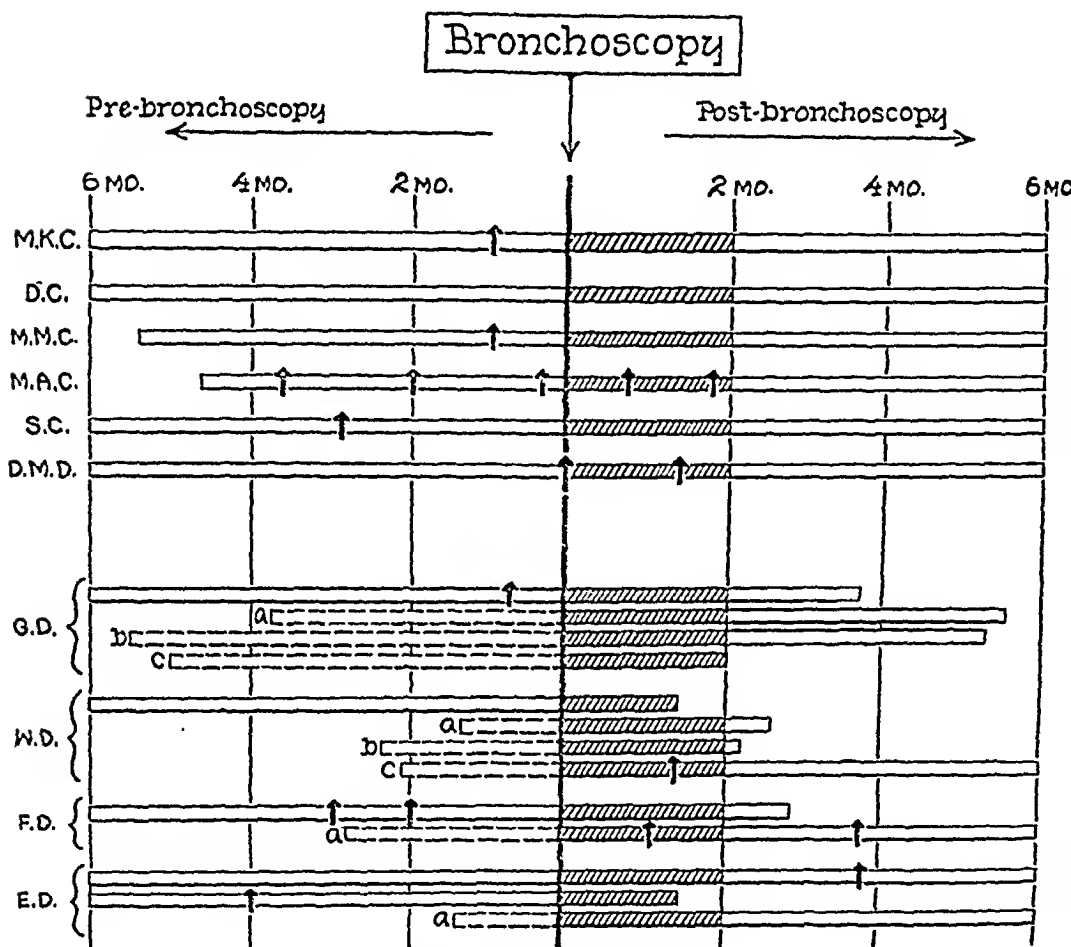 Bronchoscopy
Pre-bronchoscopy
Post-bronchoscopy
6 MO. 4 MO. 2 MO. 2 MO. 4 MO. 6 MO
M.K.C.
D.C.
M.M.C.
M.A.C.
S.C.
D.M.D.
G.D.
a
b
c
W.D.
a
b
c
F.D.
a
E.D.
a